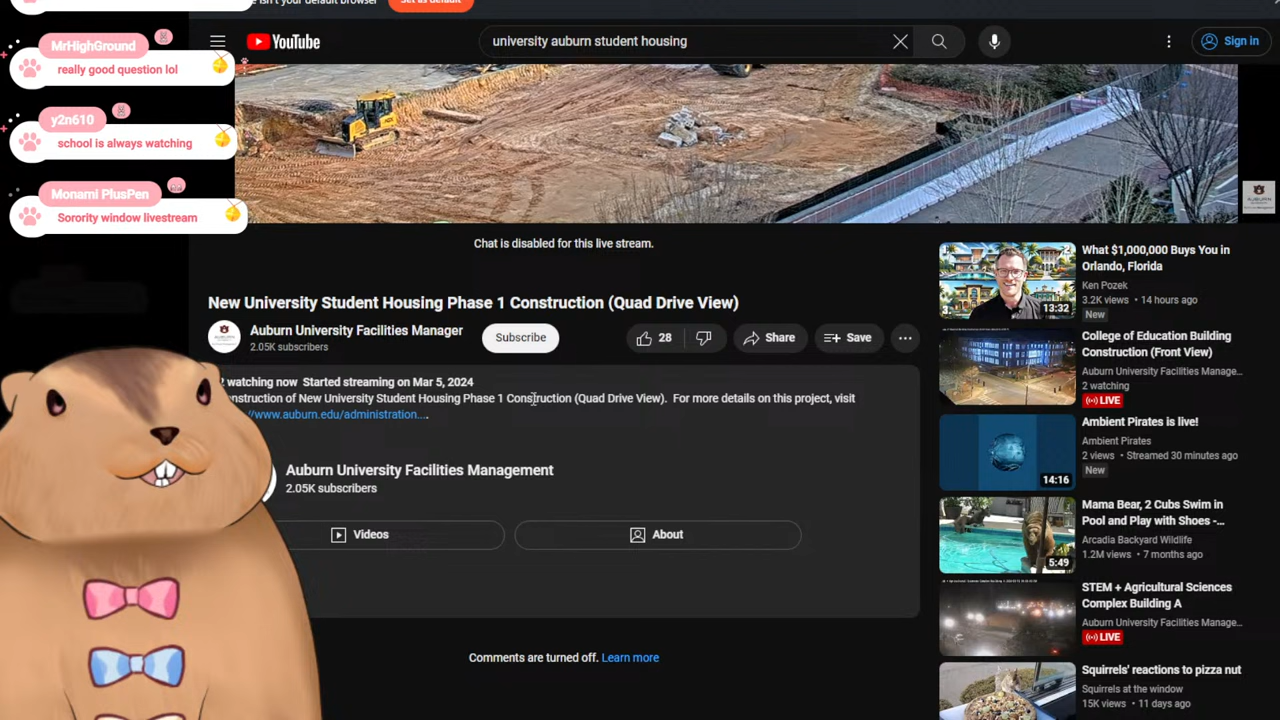 e isn't your default browser
Set as default
MrHighGround
really good question lol
y2n610
school is always watching
Monami PlusPen
Sorority window livestream
YouTube
university auburn student housing
Sign in
AUBURN
Chat is disabled for this live stream.
New University Student Housing Phase 1 Construction (Quad Drive View)
Auburn University Facilities Manager
2.05K subscribers
Subscribe
28
Share
Save
watching now Started streaming on Mar 5, 2024
nstruction of New University Student Housing Phase 1 Construction (Quad Drive View). For more details on this project, visit
//www.auburn.edu/administration...
.
Auburn University Facilities Management
2.05K subscribers
Videos
About
Comments are turned off. Learn more
What $1,000,000 Buys You in
Orlando, Florida
Ken Pozek
3.2K views • 14 hours ago
New
13:32
College of Education Building
Construction (Front View)
Auburn University Facilities Manage...
2 watching
LIVE
Ambient Pirates is live!
Ambient Pirates
2 views • Streamed 30 minutes ago
New
14:16
Mama Bear, 2 Cubs Swim in
Pool and Play with Shoes -...
Arcadia Backyard Wildlife
1.2M views • 7 months ago
5:49
STEM + Agricultural Sciences
Complex Building A
Auburn University Facilities Manage...
LIVE
Squirrels' reactions to pizza nut
Squirrels at the window
15K views • 11 days ago